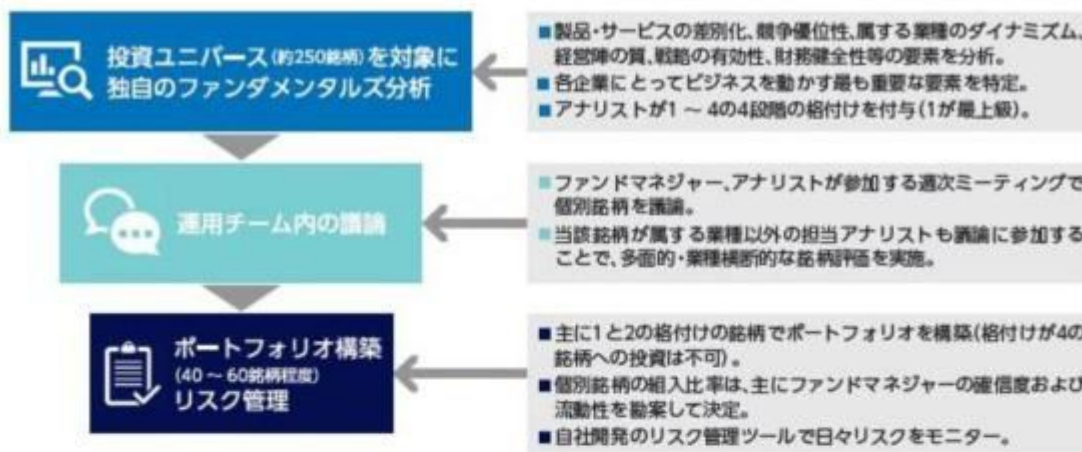 投資ユニバース(約250銘柄)を対象に
独自のファンダメンタルズ分析
■製品・サービスの差別化、競争優位性、属する業種のダイナミズム、
経営陣の質、戦略の有効性、財務健全性等の要素を分析。
■各企業にとってビジネスを動かす最も重要な要素を特定。
■アナリストが1～4の4段階の格付けを付与(1が最上級)。
運用チーム内の議論
■ファンドマネジャー、アナリストが参加する週次ミーティングで
個別銘柄を議論。
■当該銘柄が属する業種以外の担当アナリストも議論に参加する
ことで、多面的・業種横断的な銘柄評価を実施。
ポートフォリオ構築
(40～60銘柄程度)
リスク管理
■主に1と2の格付けの銘柄でポートフォリオを構築(格付けが4の
銘柄への投資は不可)。
■個別銘柄の組入比率は、主にファンドマネジャーの確信度および
流動性を勘案して決定。
■自社開発のリスク管理ツールで日々リスクをモニター。